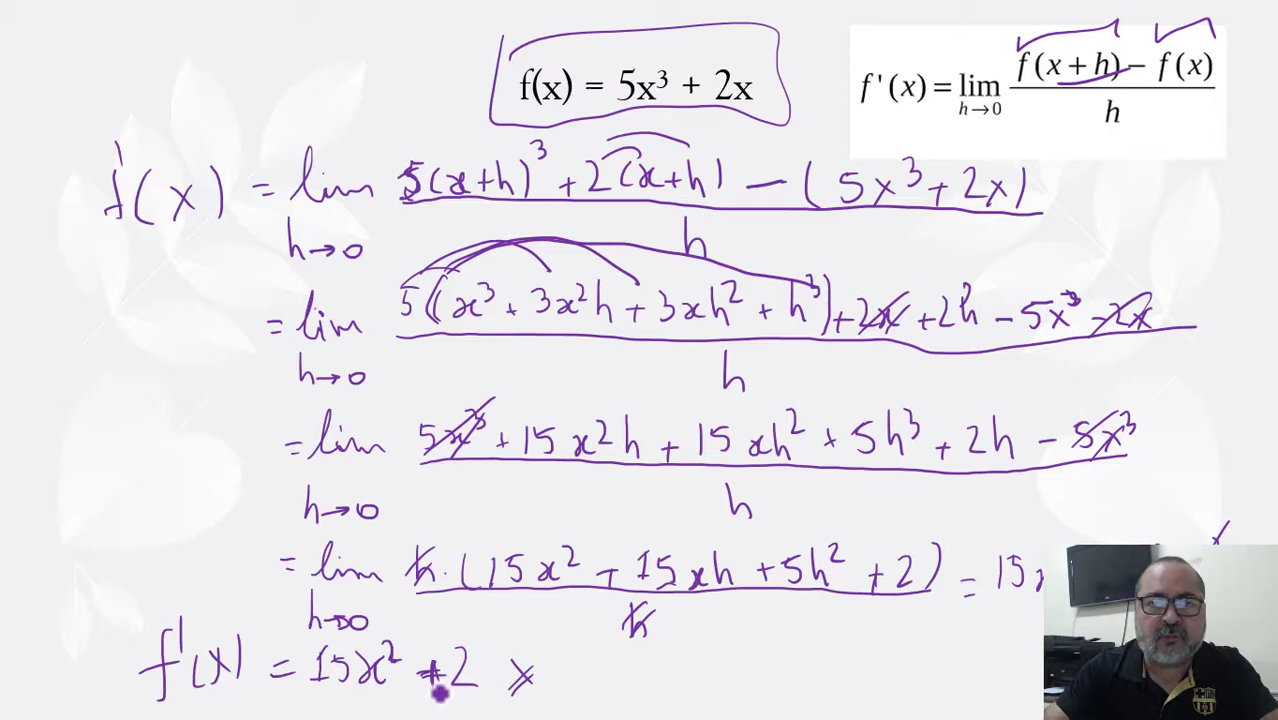 f(x) = 5x³ + 2x
f '(x) = lim h→0 f(x + h) − f(x) / h
f'(x) = lim h→0 5(x+h)³ + 2(x+h) − (5x³ + 2x) / h
= lim h→0 5(x³ + 3x²h + 3xh² + h³) + 2x + 2h − 5x³ − 2x / h
= lim h→0 5x³ + 15x²h + 15xh² + 5h³ + 2h − 5x³ / h
= lim h→0 h·(15x² + 15xh + 5h² + 2) / h = 15
f'(x) = 15x² + 2